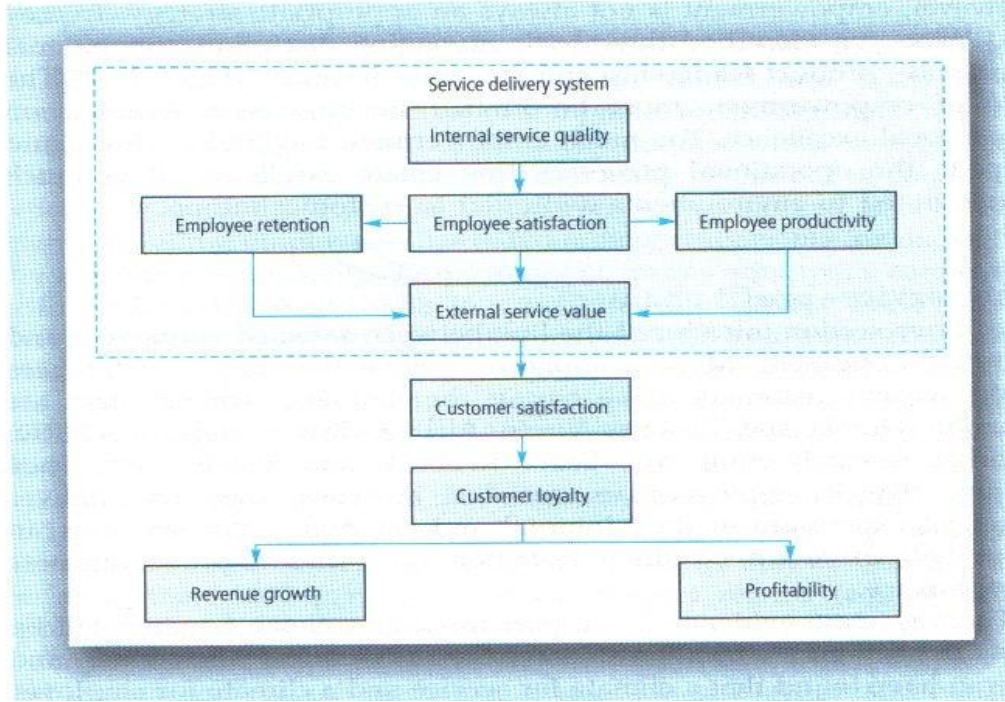 Service delivery system
Internal service quality
Employee retention
Employee satisfaction
Employee productivity
External service value
Customer satisfaction
Customer loyalty
Revenue growth
Profitability